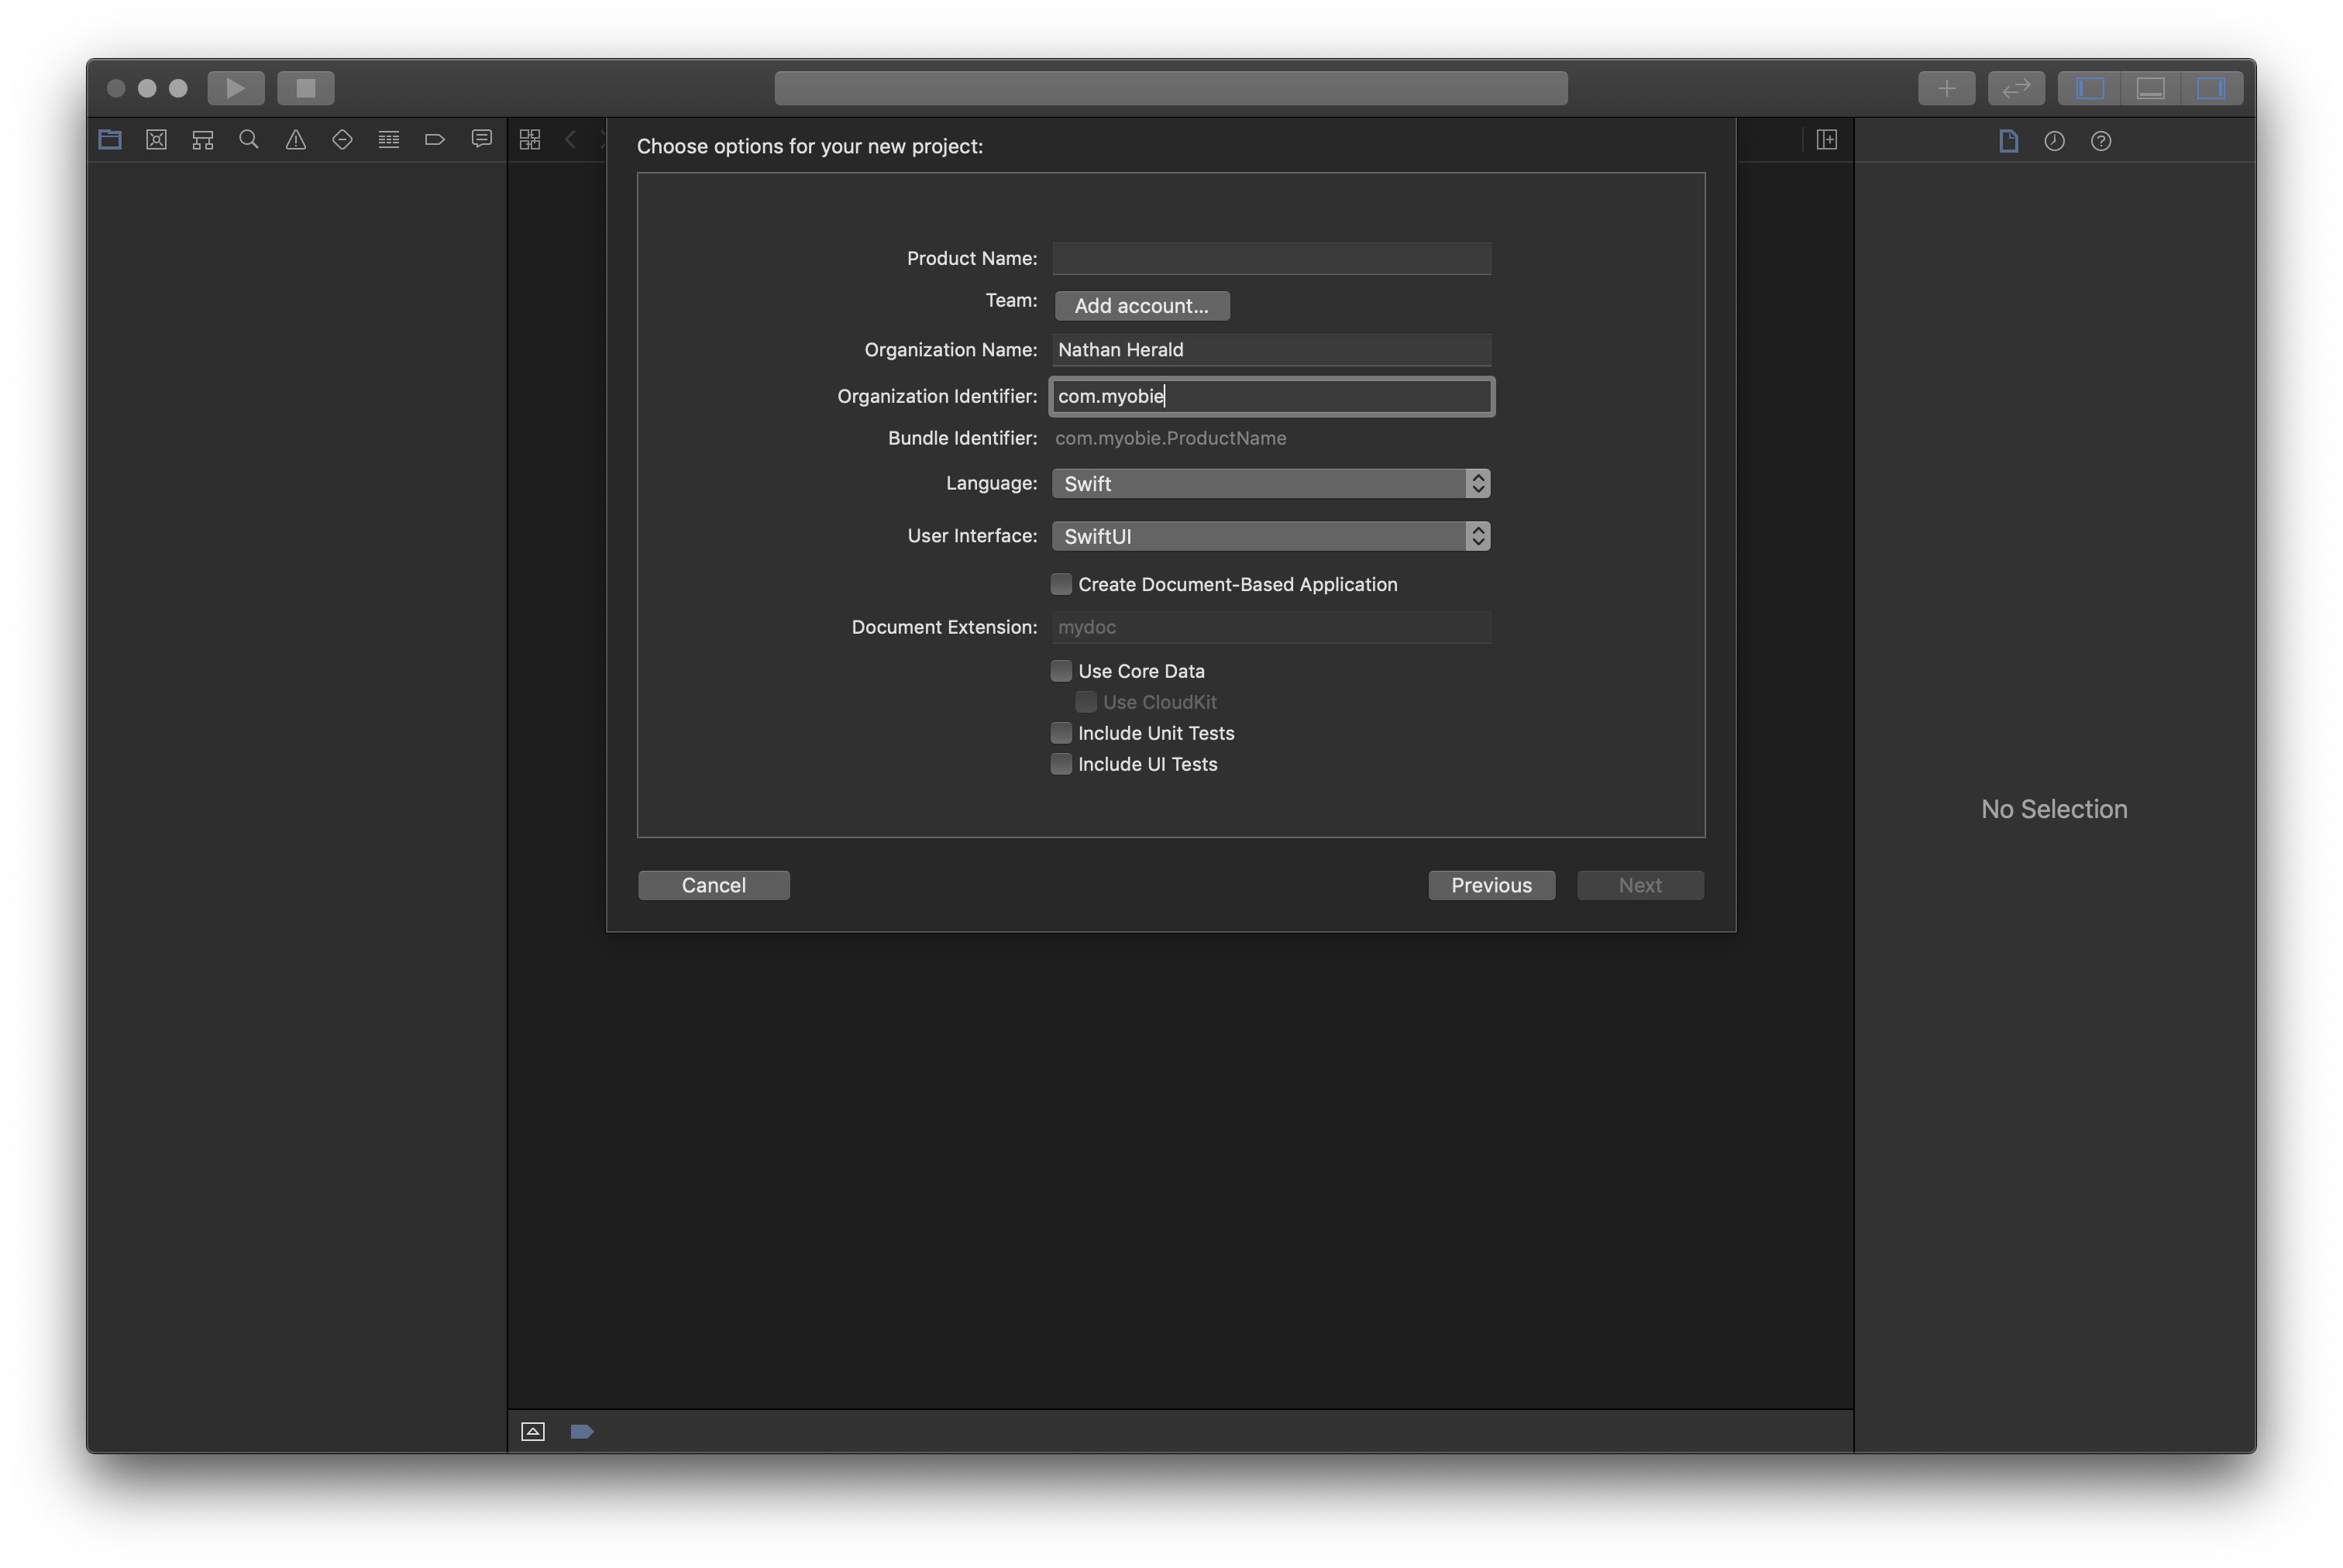 Choose options for your new project:
Product Name:
Team: Add account...
Organization Name: Nathan Herald
Organization Identifier: com.myobie
Bundle Identifier: com.myobie.ProductName
Language: Swift
User Interface: SwiftUI
Create Document-Based Application
Document Extension: mydoc
Use Core Data
Use CloudKit
Include Unit Tests
Include UI Tests
Cancel Previous Next
No Selection